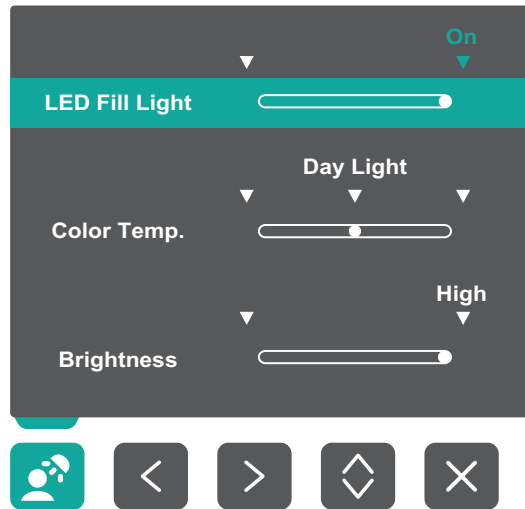 On
LED Fill Light
Day Light
Color Temp.
High
Brightness